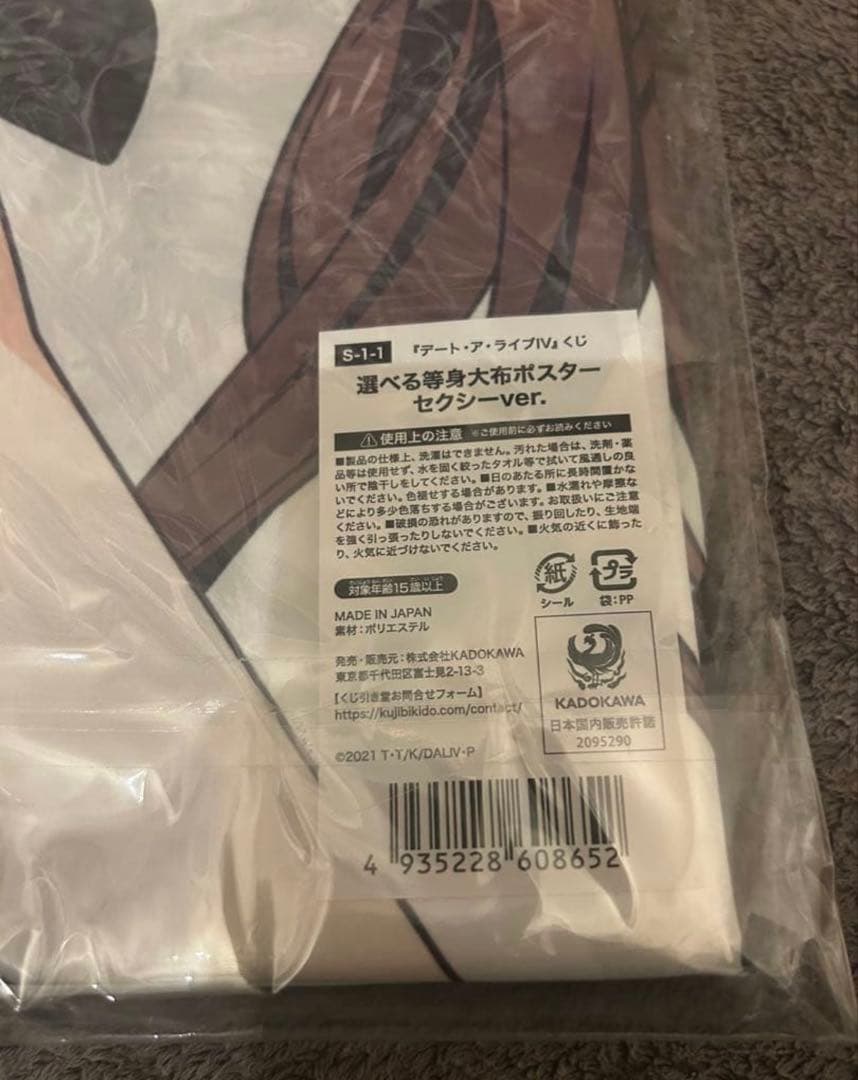 S-1-1 『デート・ア・ライブIV』くじ
選べる等身大布ポスター
セクシーver.
⚠使用上の注意 ※ご使用前に必ずお読みください
■製品の仕様上、洗濯はできません。汚れた場合は、洗剤・薬
品等は使用せず、水を固く絞ったタオル等で拭いて風通しの良
い所で陰干しをしてください。■日のあたる所に長時間置かな
いでください。色褪せする場合があります。■水濡れや摩擦な
どにより多少色落ちする場合がございます。お取扱いにご注意
ください。■破損の恐れがありますので、振り回したり、生地端
を強く引っ張ったりしないでください。■火気の近くに飾った
り、火気に近づけないでください。
対象年齢15歳以上
紙
シール
プラ
袋:PP
MADE IN JAPAN
素材:ポリエステル
発売・販売元:株式会社KADOKAWA
東京都千代田区富士見2-13-3
【くじ引き堂お問合せフォーム】
https://kujibikido.com/contact/
KADOKAWA
日本国内販売許諾
2095290
©2021 T・T/K/DALIV・P
4 935228 608652